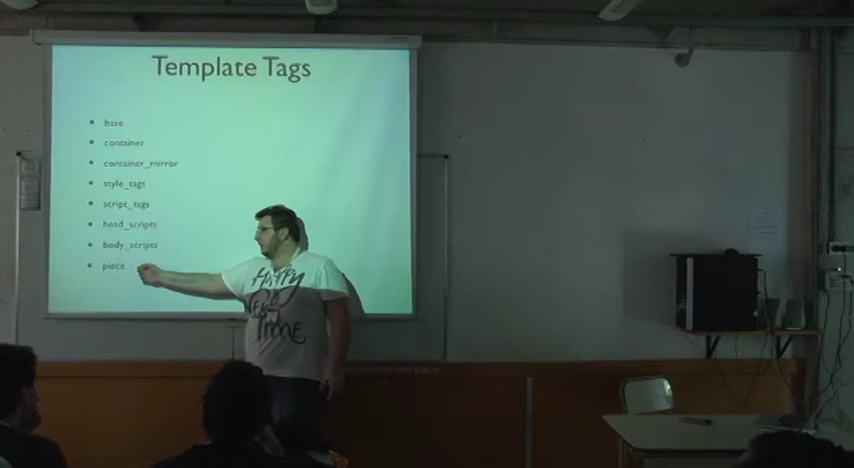 Template Tags
base
container
container_mirror
style_tags
script_tags
head_scripts
body_scripts
piece
HAPPY
TIME